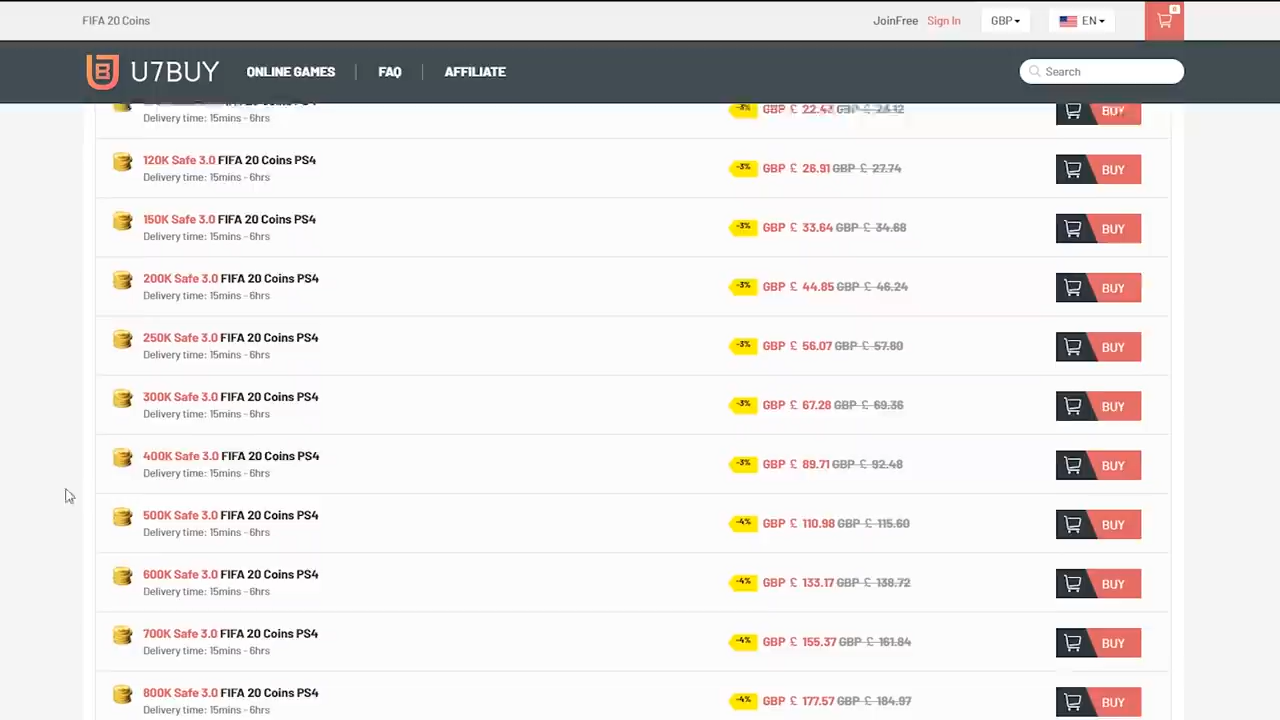 FIFA 20 Coins
JoinFree Sign In GBP EN 0
U7BUY ONLINE GAMES FAQ AFFILIATE Search
Delivery time: 15mins - 6hrs
-3% GBP £ 22.43 GBP £ 23.12 BUY
120K Safe 3.0 FIFA 20 Coins PS4
Delivery time: 15mins - 6hrs
-3% GBP £ 26.91 GBP £ 27.74 BUY
150K Safe 3.0 FIFA 20 Coins PS4
Delivery time: 15mins - 6hrs
-3% GBP £ 33.64 GBP £ 34.68 BUY
200K Safe 3.0 FIFA 20 Coins PS4
Delivery time: 15mins - 6hrs
-3% GBP £ 44.85 GBP £ 46.24 BUY
250K Safe 3.0 FIFA 20 Coins PS4
Delivery time: 15mins - 6hrs
-3% GBP £ 56.07 GBP £ 57.80 BUY
300K Safe 3.0 FIFA 20 Coins PS4
Delivery time: 15mins - 6hrs
-3% GBP £ 67.28 GBP £ 69.36 BUY
400K Safe 3.0 FIFA 20 Coins PS4
Delivery time: 15mins - 6hrs
-3% GBP £ 89.71 GBP £ 92.48 BUY
500K Safe 3.0 FIFA 20 Coins PS4
Delivery time: 15mins - 6hrs
-4% GBP £ 110.98 GBP £ 115.60 BUY
600K Safe 3.0 FIFA 20 Coins PS4
Delivery time: 15mins - 6hrs
-4% GBP £ 133.17 GBP £ 138.72 BUY
700K Safe 3.0 FIFA 20 Coins PS4
Delivery time: 15mins - 6hrs
-4% GBP £ 155.37 GBP £ 161.84 BUY
800K Safe 3.0 FIFA 20 Coins PS4
Delivery time: 15mins - 6hrs
-4% GBP £ 177.57 GBP £ 184.97 BUY